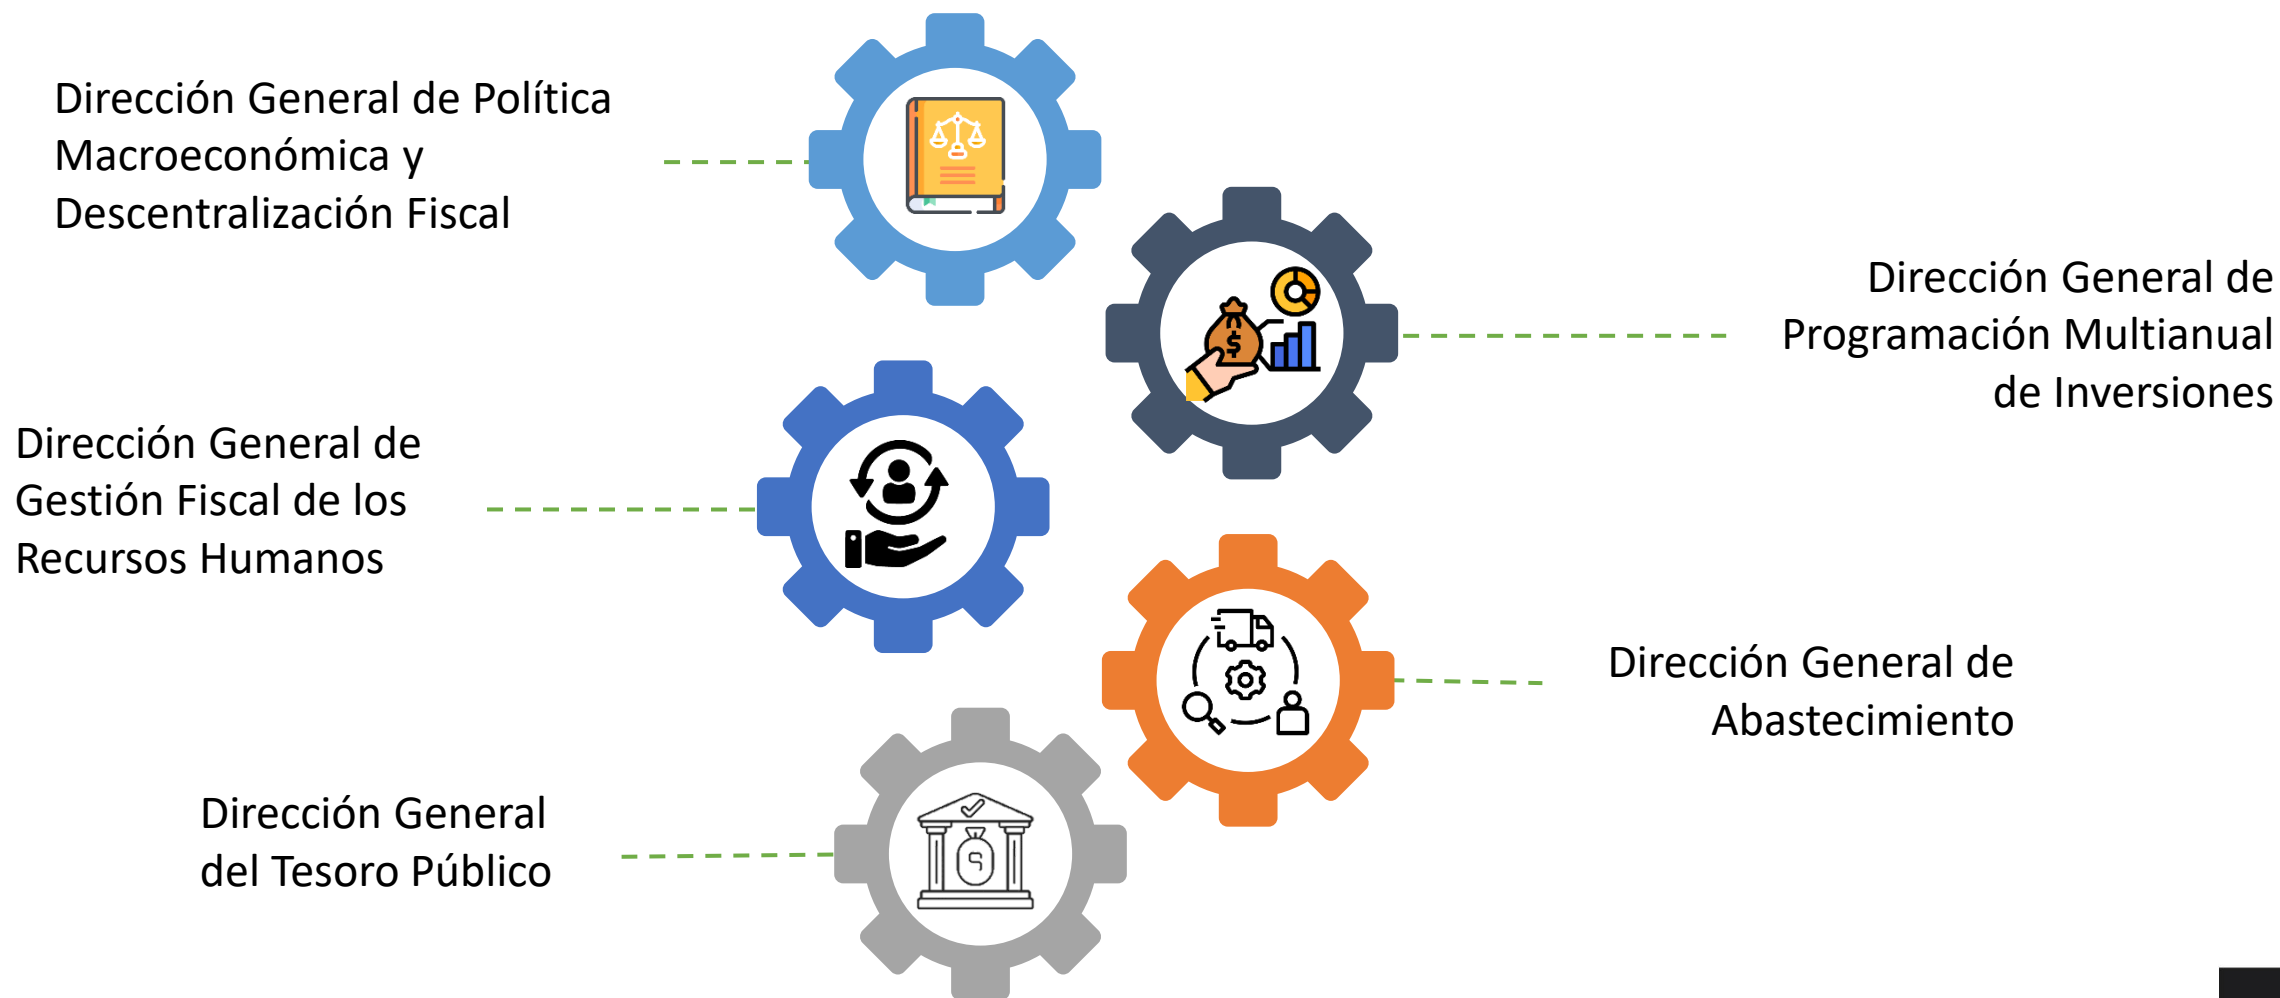 Dirección General de Política
Macroeconómica y
Descentralización Fiscal
Dirección General de
Programación Multianual
de Inversiones
Dirección General de
Gestión Fiscal de los
Recursos Humanos
Dirección General de
Abastecimiento
Dirección General
del Tesoro Público